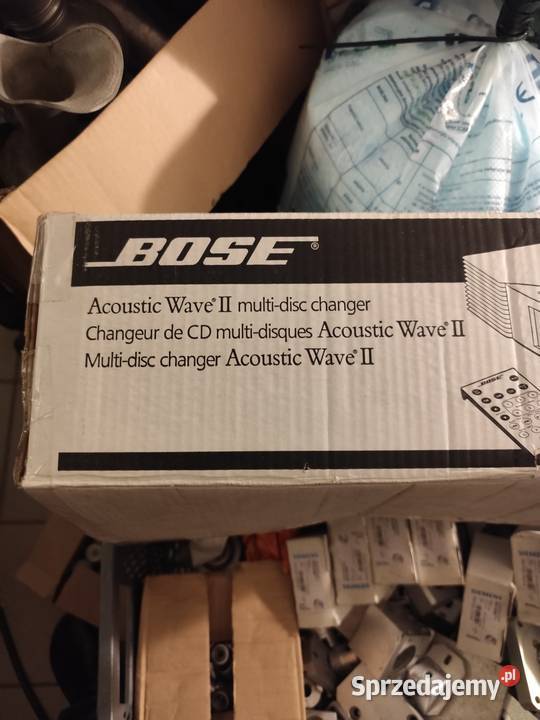 BOSE®
Acoustic Wave® II multi-disc changer
Changeur de CD multi-disques Acoustic Wave® II
Multi-disc changer Acoustic Wave® II
BOSE
SIEMENS
Sprzedajemy.pl